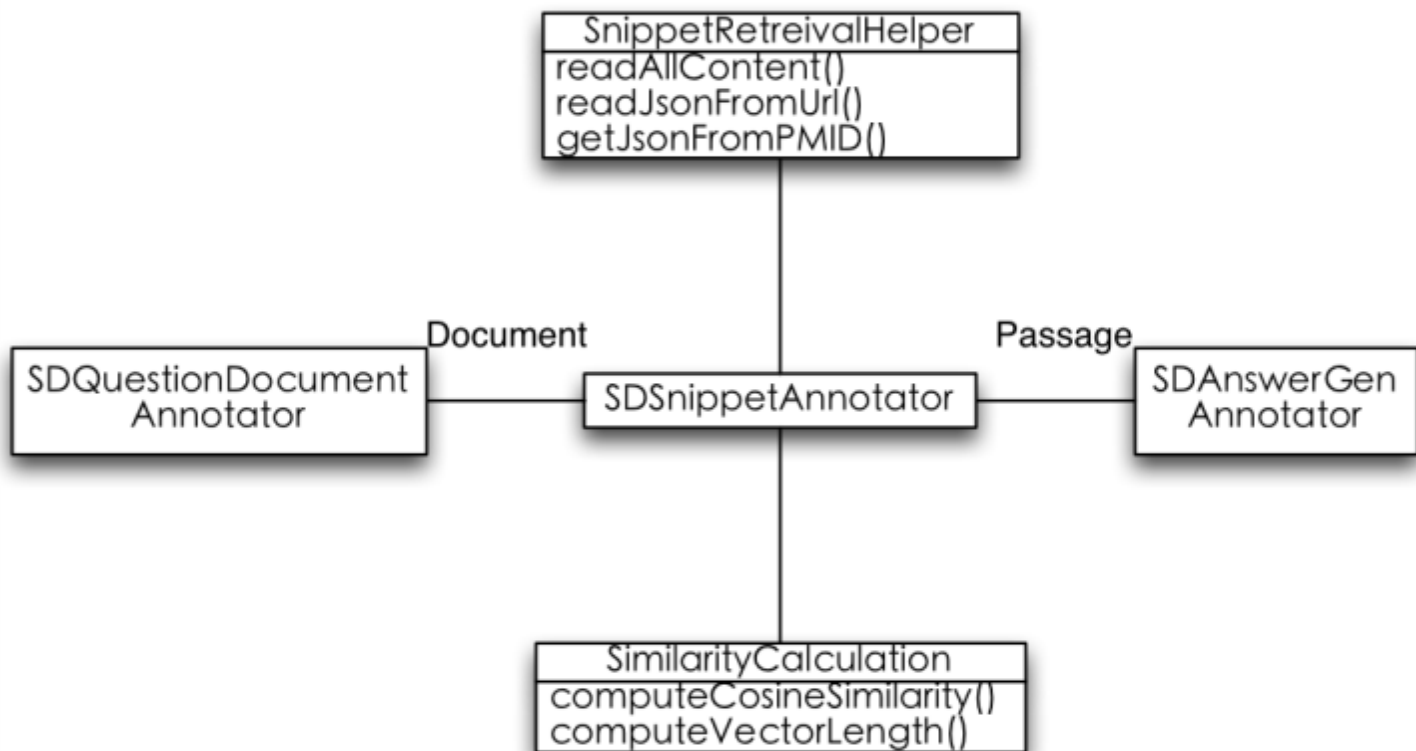 SnippetRetreivalHelper
readAllContent()
readJsonFromUrl()
getJsonFromPMID()
Document
Passage
SDQuestionDocument
Annotator
SDSnippetAnnotator
SDAnswerGen
Annotator
SimilarityCalculation
computeCosineSimilarity()
computeVectorLength()